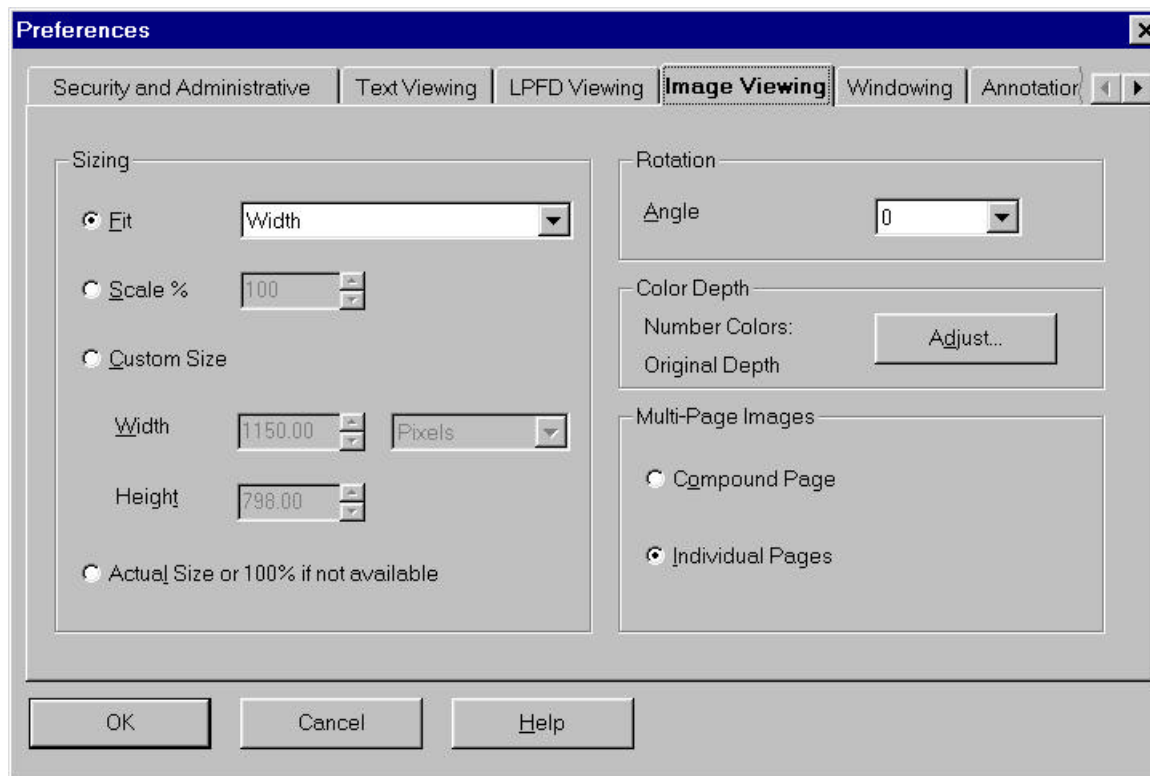 Preferences
Security and Administrative Text Viewing LPFD Viewing Image Viewing Windowing Annotation
Sizing
Fit Width
Scale % 100
Custom Size
Width 1150.00 Pixels
Height 798.00
Actual Size or 100% if not available
Rotation
Angle 0
Color Depth
Number Colors:
Original Depth
Adjust...
Multi-Page Images
Compound Page
Individual Pages
OK Cancel Help